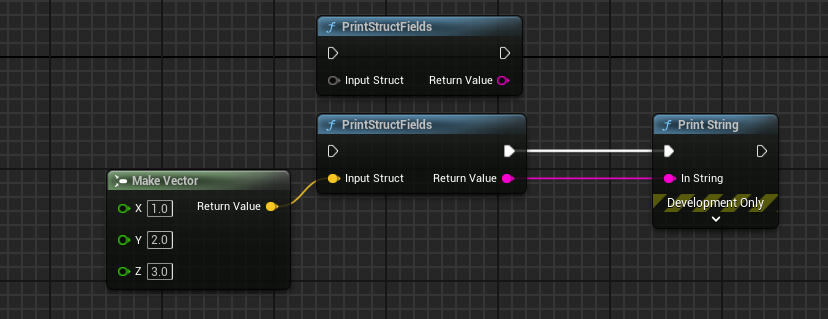 f PrintStructFields
Input Struct Return Value
f PrintStructFields
Input Struct Return Value
f Print String
In String
Development Only
Make Vector
Return Value
X 1.0
Y 2.0
Z 3.0